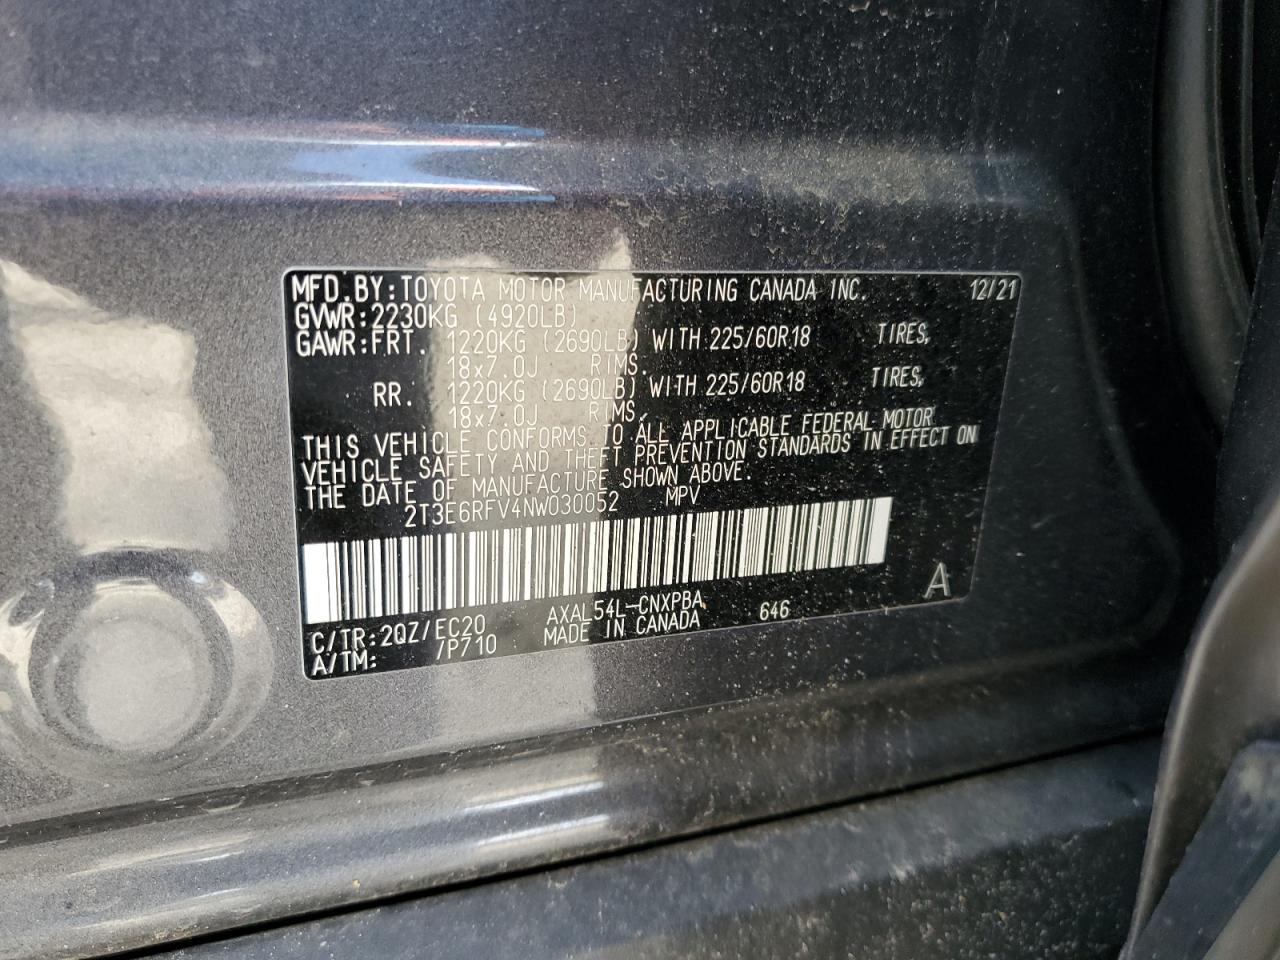 MFD.BY:TOYOTA MOTOR MANUFACTURING CANADA INC. 12/21
GVWR:2230KG (4920LB)
GAWR:FRT. 1220KG (2690LB) WITH 225/60R18 TIRES,
18x7.0J RIMS.
RR. 1220KG (2690LB) WITH 225/60R18 TIRES,
18x7.0J RIMS,
THIS VEHICLE CONFORMS TO ALL APPLICABLE FEDERAL MOTOR
VEHICLE SAFETY AND THEFT PREVENTION STANDARDS IN EFFECT ON
THE DATE OF MANUFACTURE SHOWN ABOVE.
2T3E6RFV4NW030052 MPV
A
C/TR:2QZ/EC20 AXAL54L-CNXPBA 646
A/TM: /P710 MADE IN CANADA